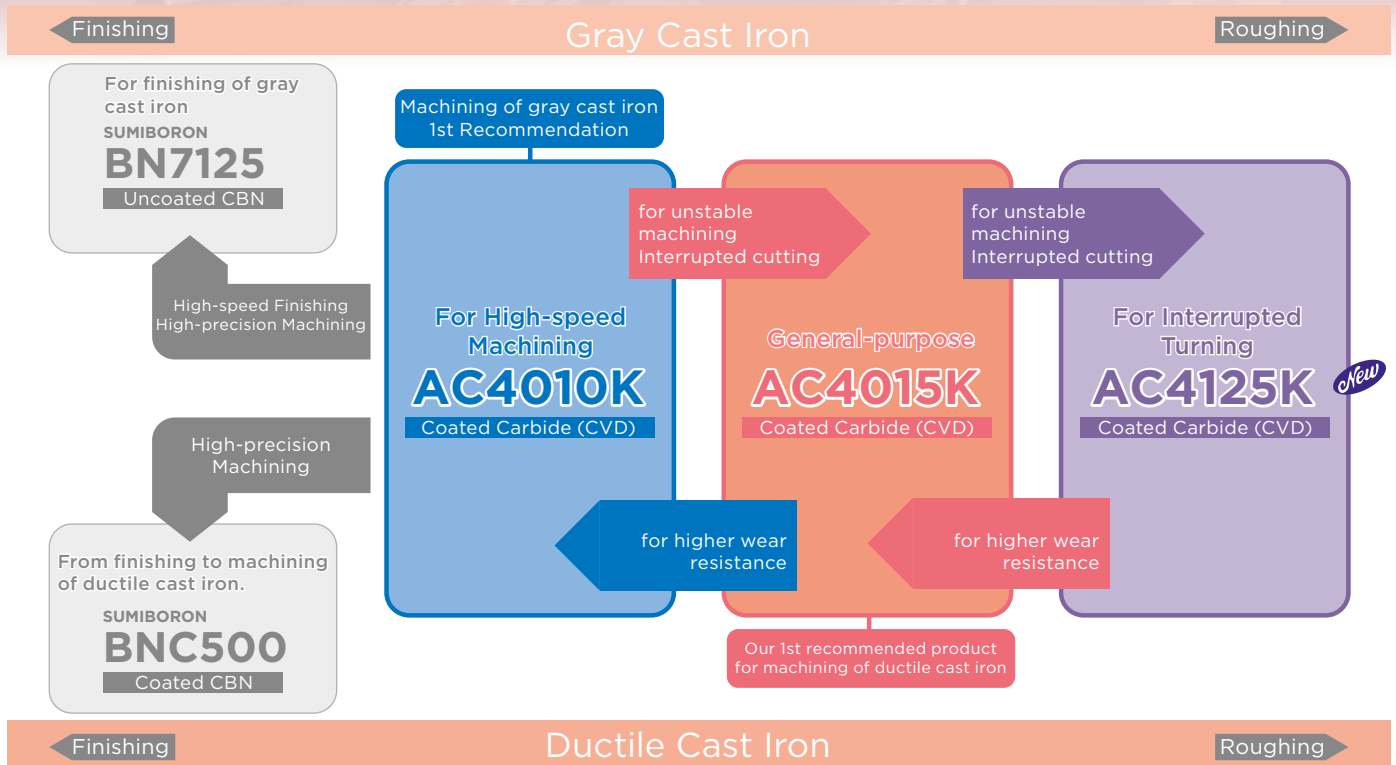 Finishing
Gray Cast Iron
Roughing
For finishing of gray
cast iron
SUMIBORON
BN7125
Uncoated CBN
High-speed Finishing
High-precision Machining
High-precision
Machining
From finishing to machining
of ductile cast iron.
SUMIBORON
BNC500
Coated CBN
Machining of gray cast iron
1st Recommendation
For High-speed
Machining
AC4010K
Coated Carbide (CVD)
for unstable
machining
Interrupted cutting
General-purpose
AC4015K
Coated Carbide (CVD)
for unstable
machining
Interrupted cutting
For Interrupted
Turning
AC4125K
Coated Carbide (CVD)
New
for higher wear
resistance
for higher wear
resistance
Our 1st recommended product
for machining of ductile cast iron
Finishing
Ductile Cast Iron
Roughing